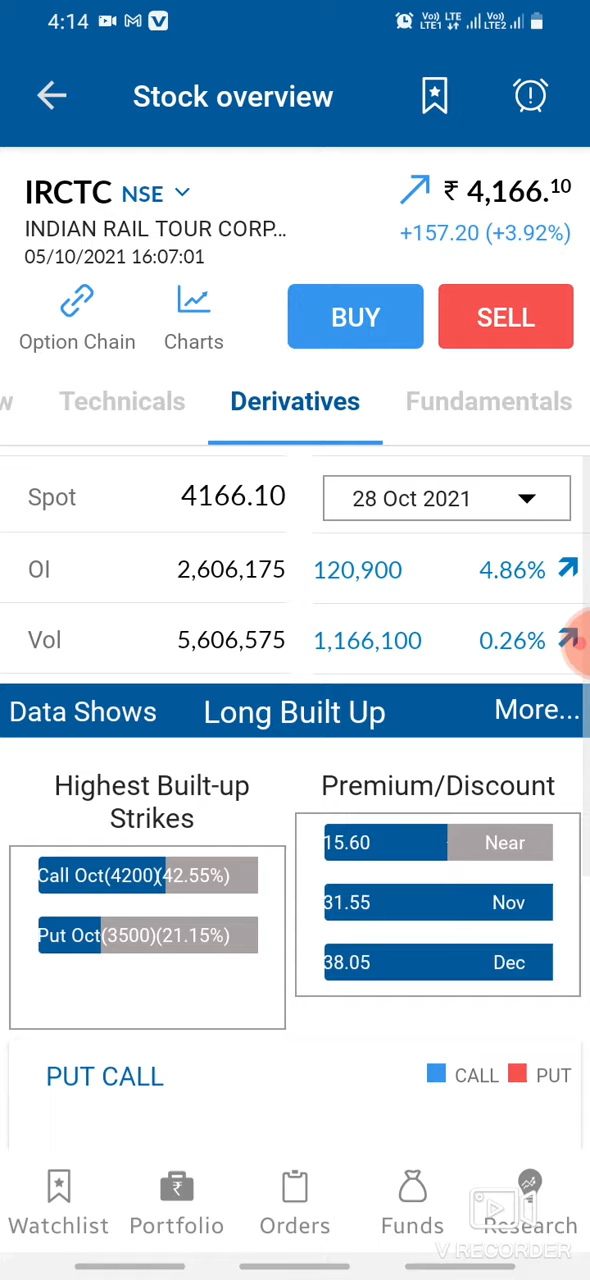 4:14 Vo) LTE LTE1 Vo) LTE2
Stock overview
IRCTC NSE ₹ 4,166.10
INDIAN RAIL TOUR CORP... +157.20 (+3.92%)
05/10/2021 16:07:01
Option Chain Charts BUY SELL
w Technicals Derivatives Fundamentals
Spot 4166.10 28 Oct 2021
OI 2,606,175 120,900 4.86%
Vol 5,606,575 1,166,100 0.26%
Data Shows Long Built Up More...
Highest Built-up
Strikes
Call Oct(4200)(42.55%)
Put Oct(3500)(21.15%)
Premium/Discount
15.60 Near
31.55 Nov
38.05 Dec
PUT CALL CALL PUT
Watchlist Portfolio Orders Funds Research
V RECORDER